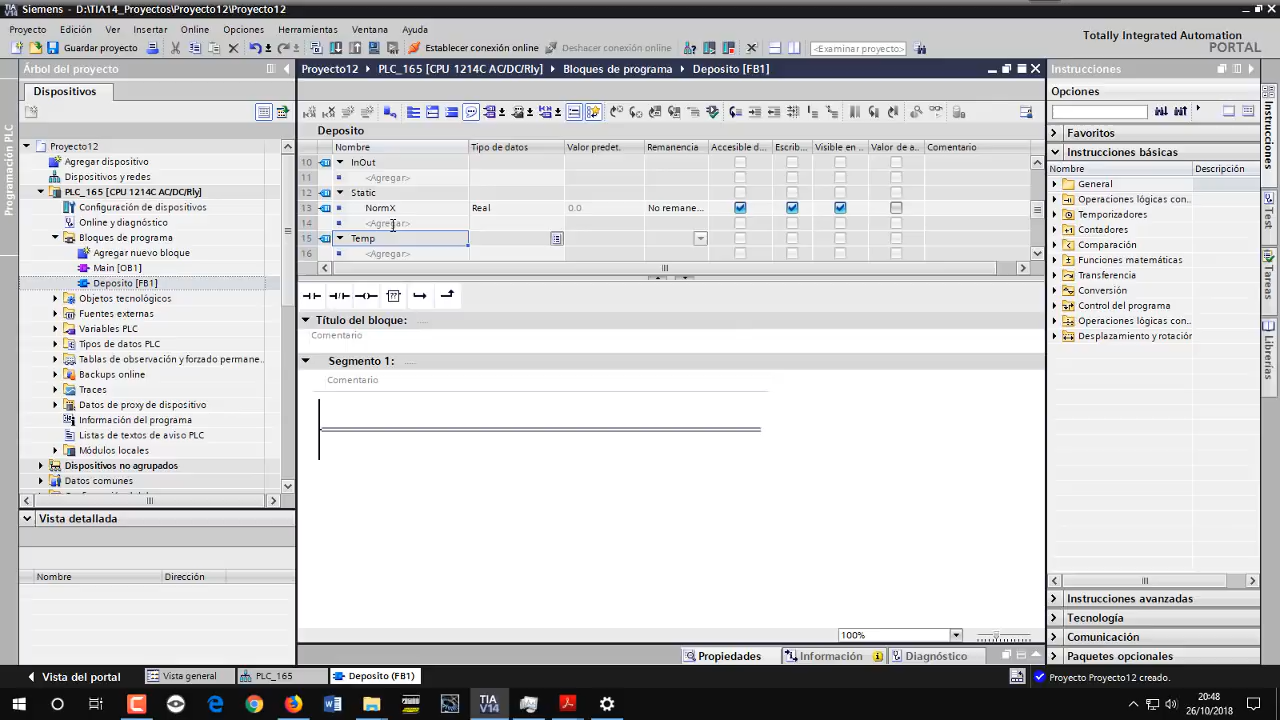 Siemens - D:\TIA14_Proyectos\Proyecto12\Proyecto12
Proyecto Edición Ver Insertar Online Opciones Herramientas Ventana Ayuda
Totally Integrated Automation
PORTAL
Guardar proyecto Establecer conexión online Deshacer conexión online <Examinar proyecto>
Árbol del proyecto
Proyecto12 PLC_165 [CPU 1214C AC/DC/Rly] Bloques de programa Deposito [FB1]
Instrucciones
Dispositivos
Opciones
Programación PLC
Proyecto12
Agregar dispositivo
Dispositivos y redes
PLC_165 [CPU 1214C AC/DC/Rly]
Configuración de dispositivos
Online y diagnóstico
Bloques de programa
Agregar nuevo bloque
Main [OB1]
Deposito [FB1]
Objetos tecnológicos
Fuentes externas
Variables PLC
Tipos de datos PLC
Tablas de observación y forzado permane...
Backups online
Traces
Datos de proxy de dispositivo
Información del programa
Listas de textos de aviso PLC
Módulos locales
Dispositivos no agrupados
Datos comunes
Vista detallada
Nombre Dirección
Deposito
Nombre Tipo de datos Valor predet. Remanencia Accesible d... Escrib... Visible en .. Valor de a.. Comentario
10 InOut
11 <Agregar>
12 Static
13 NormX Real 0.0 No remane...
14 <Agregar>
15 Temp
16 <Agregar>
??
Título del bloque: .....
Comentario
Segmento 1: .....
Comentario
100%
Propiedades Información Diagnóstico
Favoritos
Instrucciones básicas
Nombre Descripción
General
Operaciones lógicas con...
Temporizadores
Contadores
Comparación
Funciones matemáticas
Transferencia
Conversión
Control del programa
Operaciones lógicas con...
Desplazamiento y rotación
Instrucciones avanzadas
Tecnología
Comunicación
Paquetes opcionales
Instrucciones
Test
Tareas
Librerías
Vista del portal Vista general PLC_165 Deposito (FB1)
Proyecto Proyecto12 creado.
TIA
V14
20:48
26/10/2018